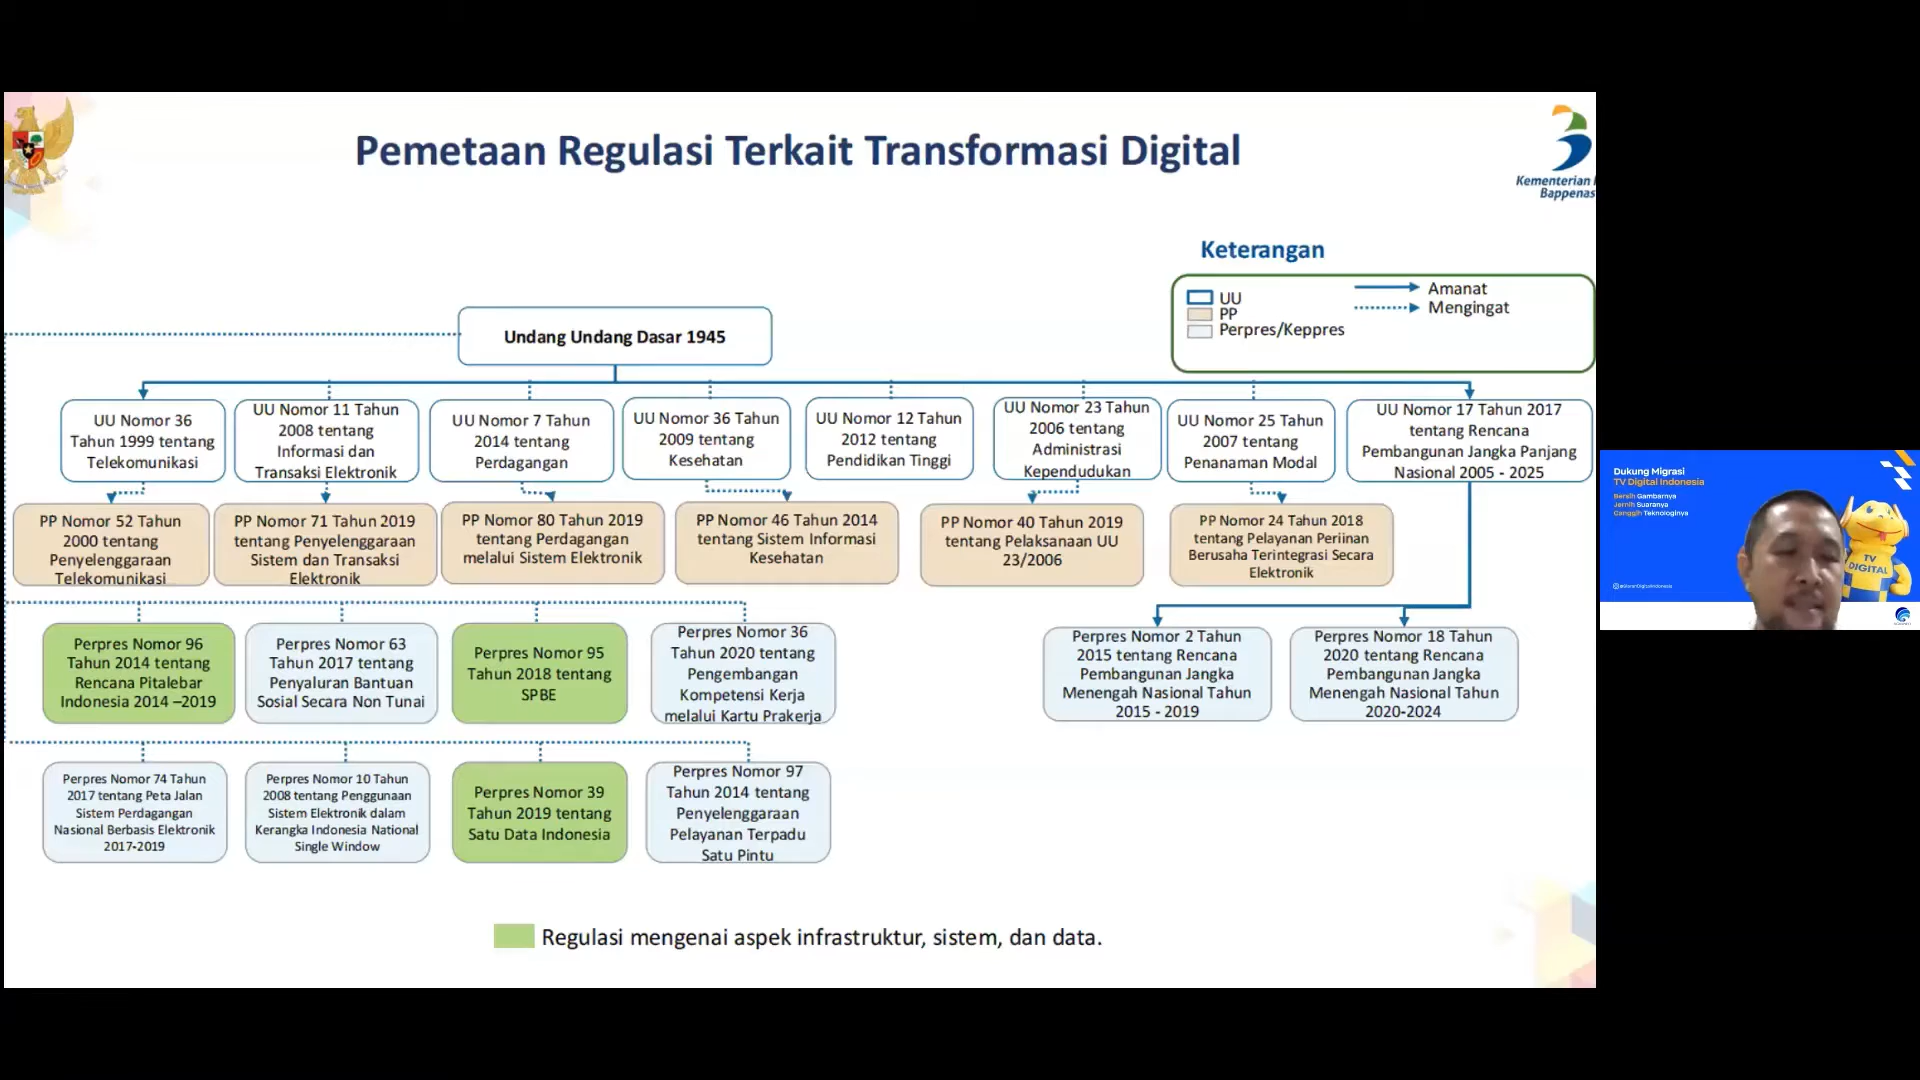 Pemetaan Regulasi Terkait Transformasi Digital
Kementerian
Bappenas
Keterangan
UU
PP
Perpres/Keppres
Amanat
Mengingat
Undang Undang Dasar 1945
UU Nomor 36
Tahun 1999 tentang
Telekomunikasi
UU Nomor 11 Tahun
2008 tentang
Informasi dan
Transaksi Elektronik
UU Nomor 7 Tahun
2014 tentang
Perdagangan
UU Nomor 36 Tahun
2009 tentang
Kesehatan
UU Nomor 12 Tahun
2012 tentang
Pendidikan Tinggi
UU Nomor 23 Tahun
2006 tentang
Administrasi
Kependudukan
UU Nomor 25 Tahun
2007 tentang
Penanaman Modal
UU Nomor 17 Tahun 2017
tentang Rencana
Pembangunan Jangka Panjang
Nasional 2005 - 2025
PP Nomor 52 Tahun
2000 tentang
Penyelenggaraan
Telekomunikasi
PP Nomor 71 Tahun 2019
tentang Penyelenggaraan
Sistem dan Transaksi
Elektronik
PP Nomor 80 Tahun 2019
tentang Perdagangan
melalui Sistem Elektronik
PP Nomor 46 Tahun 2014
tentang Sistem Informasi
Kesehatan
PP Nomor 40 Tahun 2019
tentang Pelaksanaan UU
23/2006
PP Nomor 24 Tahun 2018
tentang Pelayanan Periinan
Berusaha Terintegrasi Secara
Elektronik
Perpres Nomor 96
Tahun 2014 tentang
Rencana Pitalebar
Indonesia 2014 –2019
Perpres Nomor 63
Tahun 2017 tentang
Penyaluran Bantuan
Sosial Secara Non Tunai
Perpres Nomor 95
Tahun 2018 tentang
SPBE
Perpres Nomor 36
Tahun 2020 tentang
Pengembangan
Kompetensi Kerja
melalui Kartu Prakerja
Perpres Nomor 2 Tahun
2015 tentang Rencana
Pembangunan Jangka
Menengah Nasional Tahun
2015 - 2019
Perpres Nomor 18 Tahun
2020 tentang Rencana
Pembangunan Jangka
Menengah Nasional Tahun
2020-2024
Perpres Nomor 74 Tahun
2017 tentang Peta Jalan
Sistem Perdagangan
Nasional Berbasis Elektronik
2017-2019
Perpres Nomor 10 Tahun
2008 tentang Penggunaan
Sistem Elektronik dalam
Kerangka Indonesia National
Single Window
Perpres Nomor 39
Tahun 2019 tentang
Satu Data Indonesia
Perpres Nomor 97
Tahun 2014 tentang
Penyelenggaraan
Pelayanan Terpadu
Satu Pintu
Regulasi mengenai aspek infrastruktur, sistem, dan data.
Dukung Migrasi
TV Digital Indonesia
Bersih Gambarnya
Jernih Suaranya
Canggih Teknologinya
TV
DIGITAL